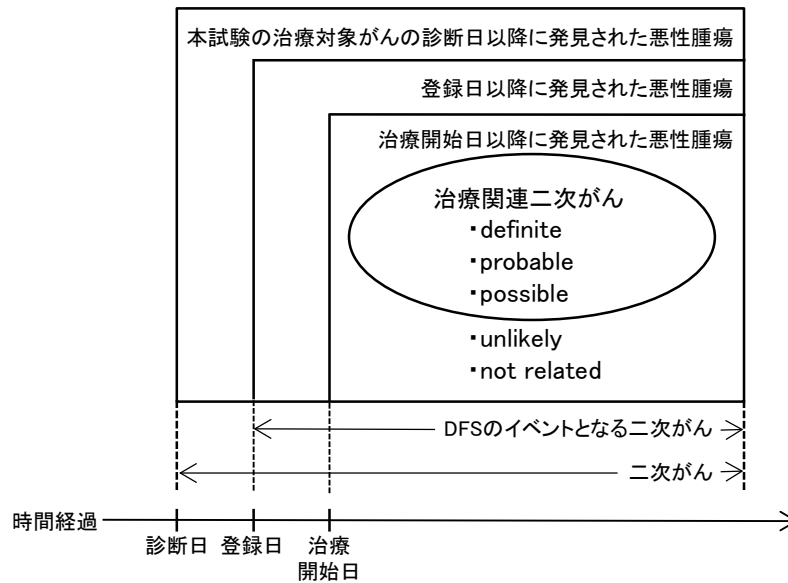 本試験の治療対象がんの診断日以降に発見された悪性腫瘍
登録日以降に発見された悪性腫瘍
治療開始日以降に発見された悪性腫瘍
治療関連二次がん
・definite
・probable
・possible
・unlikely
・not related
DFSのイベントとなる二次がん
二次がん
時間経過
診断日 登録日 治療
開始日